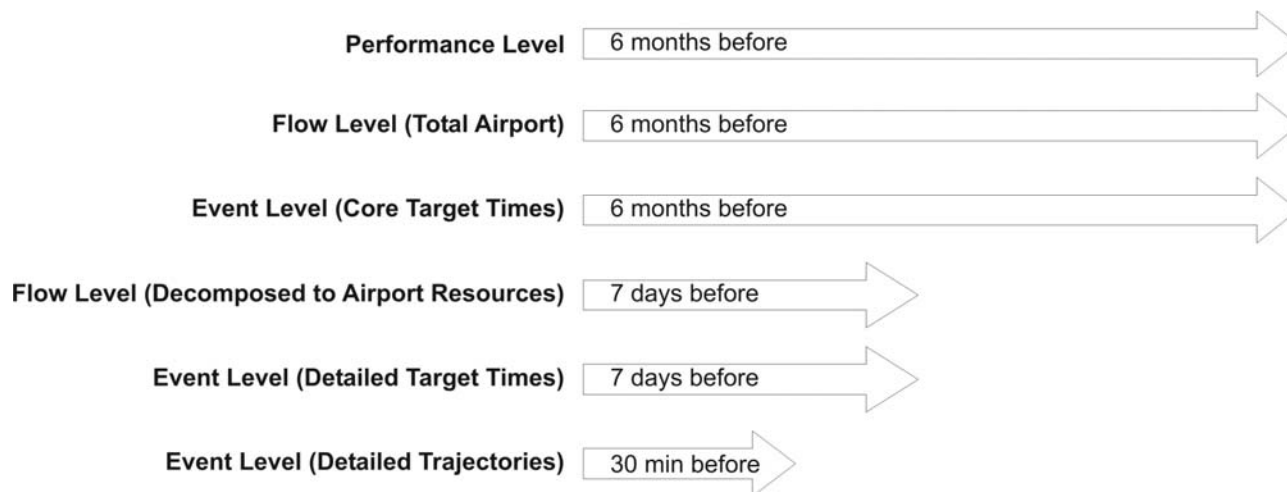 Performance Level 6 months before
Flow Level (Total Airport) 6 months before
Event Level (Core Target Times) 6 months before
Flow Level (Decomposed to Airport Resources) 7 days before
Event Level (Detailed Target Times) 7 days before
Event Level (Detailed Trajectories) 30 min before